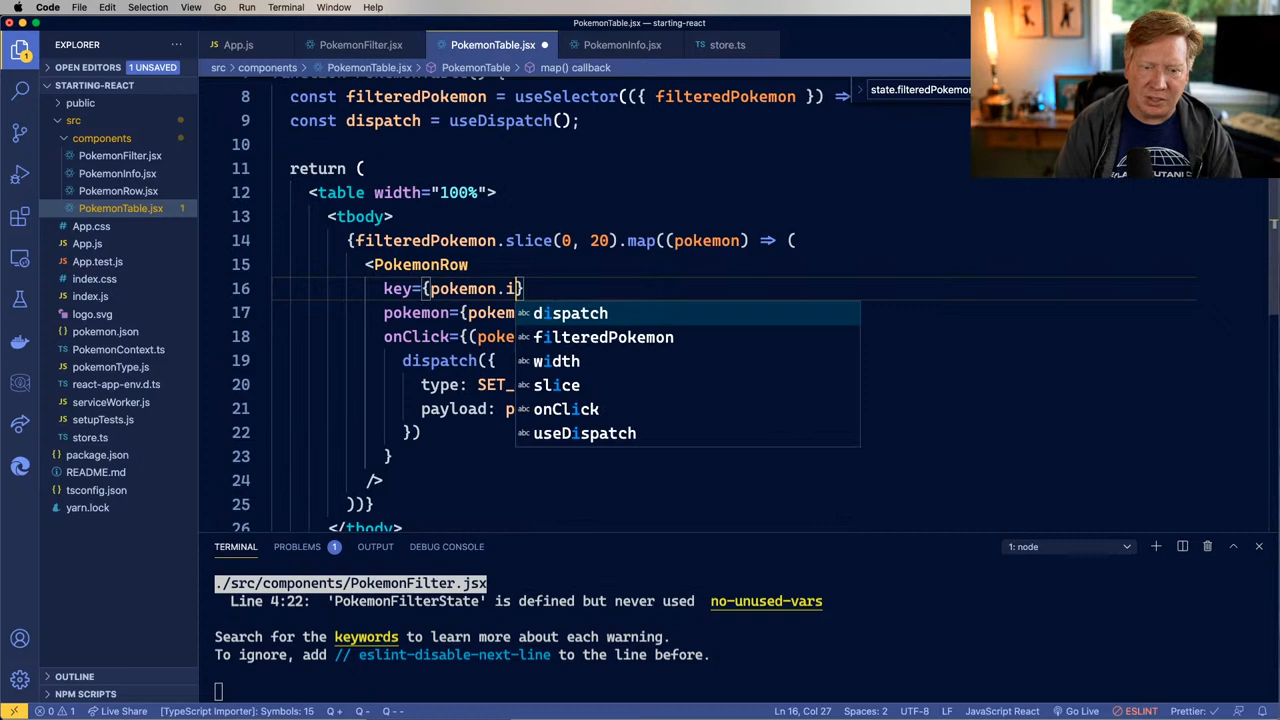 Code File Edit Selection View Go Run Terminal Window Help
PokemonTable.jsx — starting-react
EXPLORER
App.js PokemonFilter.jsx PokemonTable.jsx PokemonInfo.jsx store.ts
OPEN EDITORS 1 UNSAVED
src components PokemonTable.jsx PokemonTable map() callback
STARTING-REACT
public
src
components
PokemonFilter.jsx
PokemonInfo.jsx
PokemonRow.jsx
PokemonTable.jsx 1
App.css
App.js
App.test.js
index.css
index.js
logo.svg
pokemon.json
PokemonContext.ts
pokemonType.js
react-app-env.d.ts
serviceWorker.js
setupTests.js
store.ts
package.json
README.md
tsconfig.json
yarn.lock
OUTLINE
NPM SCRIPTS
8 const filteredPokemon = useSelector(({ filteredPokemon }) =>
state.filteredPokemon
9 const dispatch = useDispatch();
10
11 return (
12 <table width="100%">
13 <tbody>
14 {filteredPokemon.slice(0, 20).map((pokemon) => (
15 <PokemonRow
16 key={pokemon.i}
17 pokemon={pokem
18 onClick={(poke
19 dispatch({
20 type: SET_
21 payload: p
22 })
23 }
24 />
25 ))}
26 </tbody>
abc dispatch
abc filteredPokemon
abc width
abc slice
abc onClick
abc useDispatch
TERMINAL PROBLEMS 1 OUTPUT DEBUG CONSOLE 1: node
./src/components/PokemonFilter.jsx
Line 4:22: 'PokemonFilterState' is defined but never used no-unused-vars
Search for the keywords to learn more about each warning.
To ignore, add // eslint-disable-next-line to the line before.
0 1 Live Share [TypeScript Importer]: Symbols: 15 Q + Q - Q - - Ln 16, Col 27 Spaces: 2 UTF-8 LF JavaScript React Go Live ESLINT Prettier: ✓